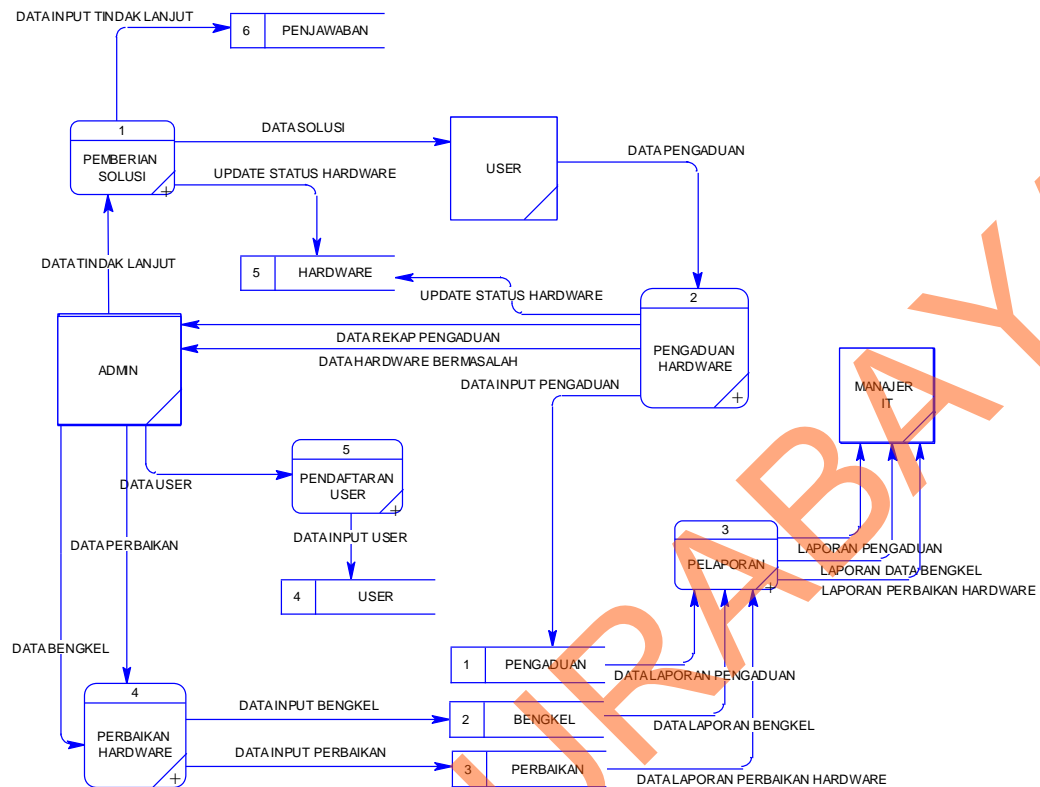 DATA INPUT TINDAK LANJUT
6 PENJAWABAN
1
PEMBERIAN
SOLUSI
DATA SOLUSI
USER
DATA PENGADUAN
UPDATE STATUS HARDWARE
DATA TINDAK LANJUT
5 HARDWARE
UPDATE STATUS HARDWARE
2
PENGADUAN
HARDWARE
ADMIN
DATA REKAP PENGADUAN
DATA HARDWARE BERMASALAH
DATA INPUT PENGADUAN
MANAJER
IT
5
PENDAFTARAN
USER
DATA USER
DATA INPUT USER
4 USER
DATA PERBAIKAN
3
PELAPORAN
LAPORAN PENGADUAN
LAPORAN DATA BENGKEL
LAPORAN PERBAIKAN HARDWARE
DATA BENGKEL
1 PENGADUAN
DATA LAPORAN PENGADUAN
4
PERBAIKAN
HARDWARE
DATA INPUT BENGKEL
2 BENGKEL
DATA LAPORAN BENGKEL
DATA INPUT PERBAIKAN
3 PERBAIKAN
DATA LAPORAN PERBAIKAN HARDWARE
URABAY